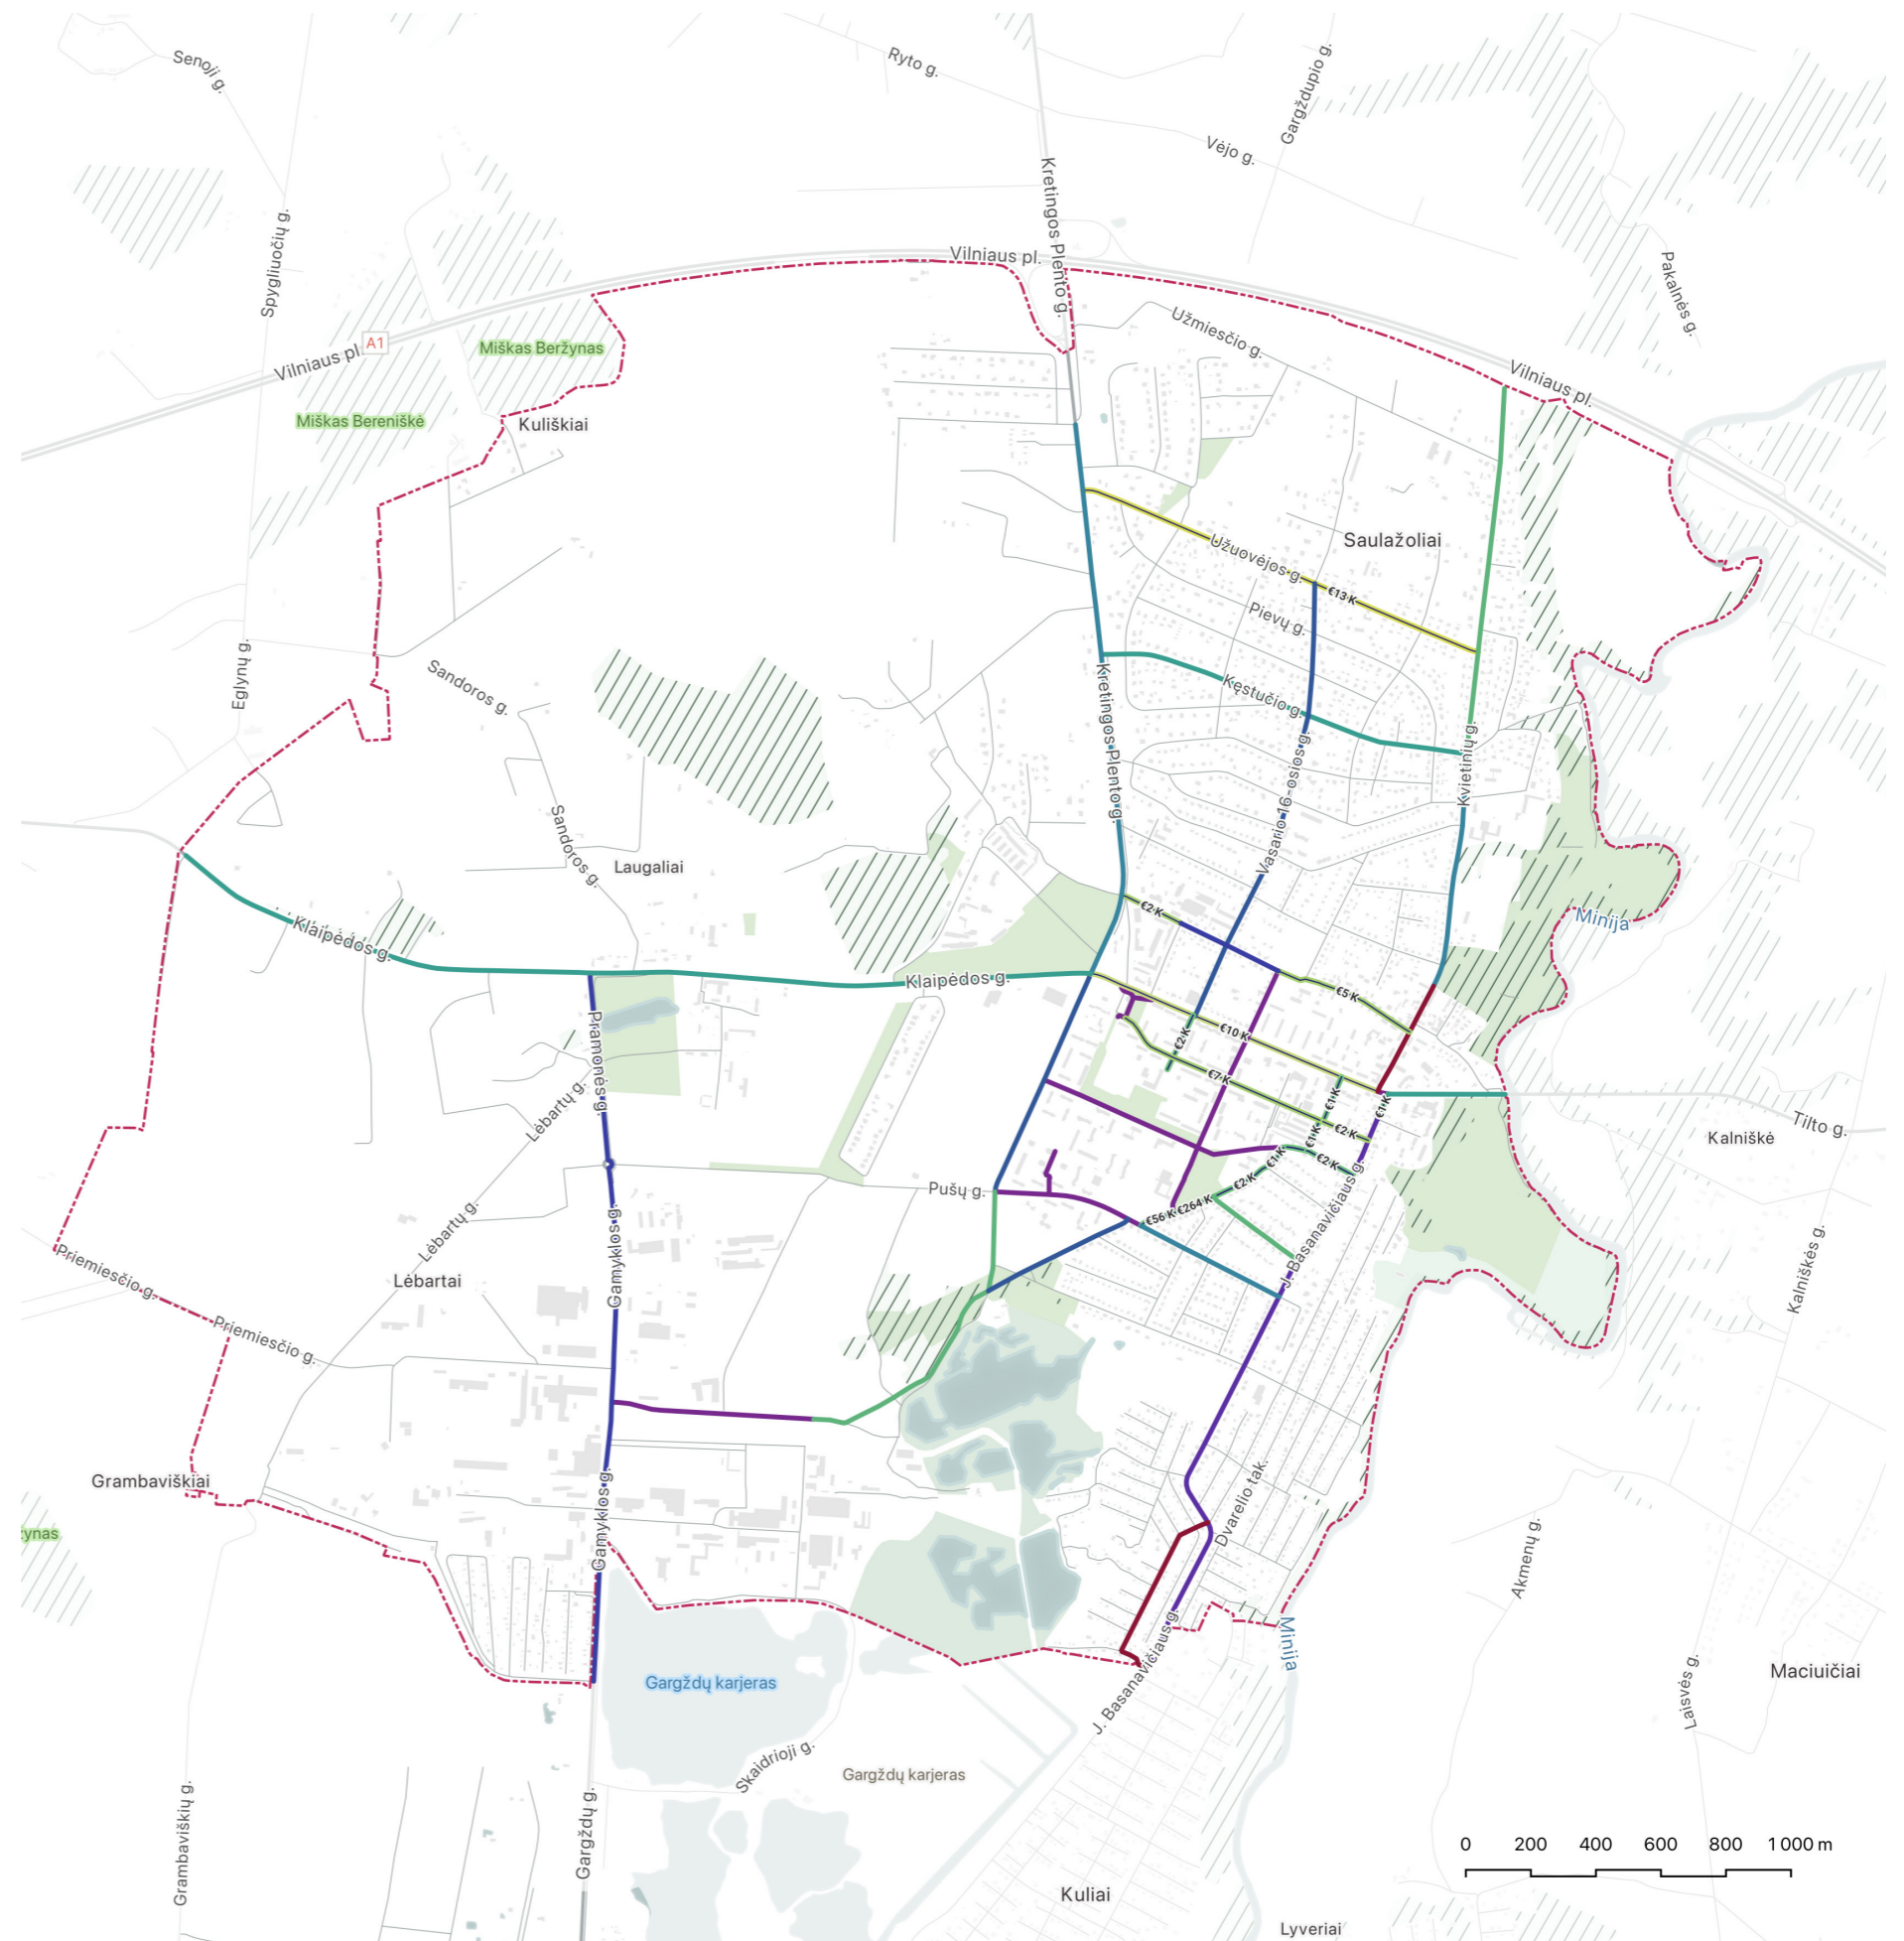 Senoji g.
Ryto g.
Gargždupio g.
Vėjo g.
Kretingos Plento g.
Spygliuočių g.
Vilniaus pl.
Pakalnės g.
Užmiesčio g.
A1
Vilniaus pl.
Miškas Beržynas
Vilniaus pl.
Miškas Bereniškė
Kuliškiai
Saulažoliai
Užuovėjos g.
€13 K
Pievų g.
Eglynų g.
Sandoros g.
Kęstučio g.
Kretingos Plento g.
Vasario 16-osios g.
Kvietinių g.
Sandoros g.
Laugaliai
€2 K
Minija
Klaipėdos g.
Klaipėdos g.
€5 K
Pramonės g.
€10 K
€2 K
€7 K
€1 K
€1 K
Lėbartų g.
Tilto g.
€1 K
€2 K
Kalniškė
€1 K
€2 K
Pušų g.
€2 K
€264 K
€56 K
Lėbartų g.
Gamyklos g.
J. Basanavičiaus g.
Priemiesčio g.
Lėbartai
Kalniškės g.
Priemiesčio g.
Grambaviškiai
Gamyklos g.
Dvarelio tak.
žynas
Akmenų g.
J. Basanavičiaus g.
Minija
Gargždų karjeras
Maciuičiai
Laisvės g.
Skaidrioji g.
Gargždų karjeras
Grambaviškių g.
Gargždų g.
0 200 400 600 800 1 000 m
Kuliai
Lyveriai